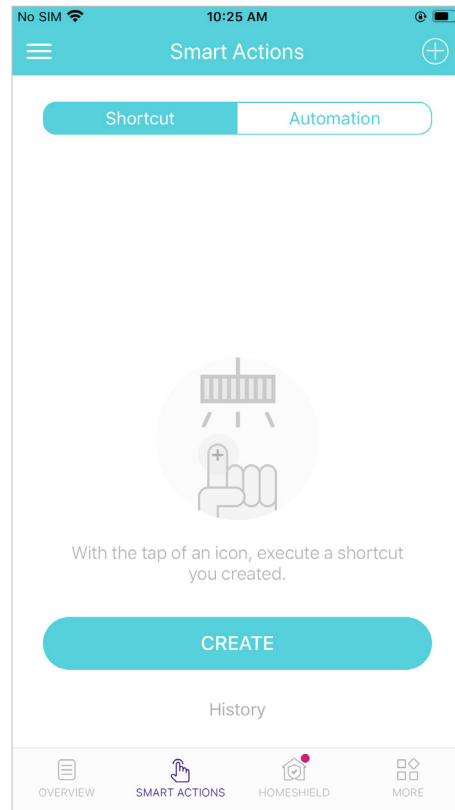 No SIM 10:25 AM
Smart Actions
Shortcut Automation
With the tap of an icon, execute a shortcut
you created.
CREATE
History
OVERVIEW SMART ACTIONS HOMESHIELD MORE